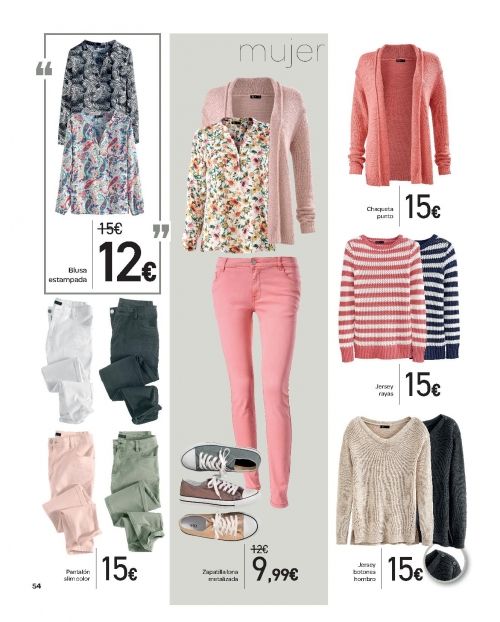 mujer
“
15€
”
12€
Blusa
estampada
Chaqueta
punto
15€
Jersey
rayas
15€
Pantalón
slim color
15€
Zapatilla lona
metalizada
12€
9,99€
Jersey
botones
hombro
15€
54